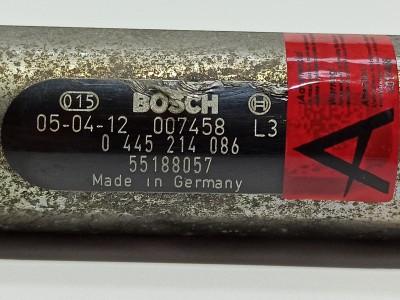 015 BOSCH
05-04-12 007458 L3
0 445 214 086
55188057
Made in Germany
A